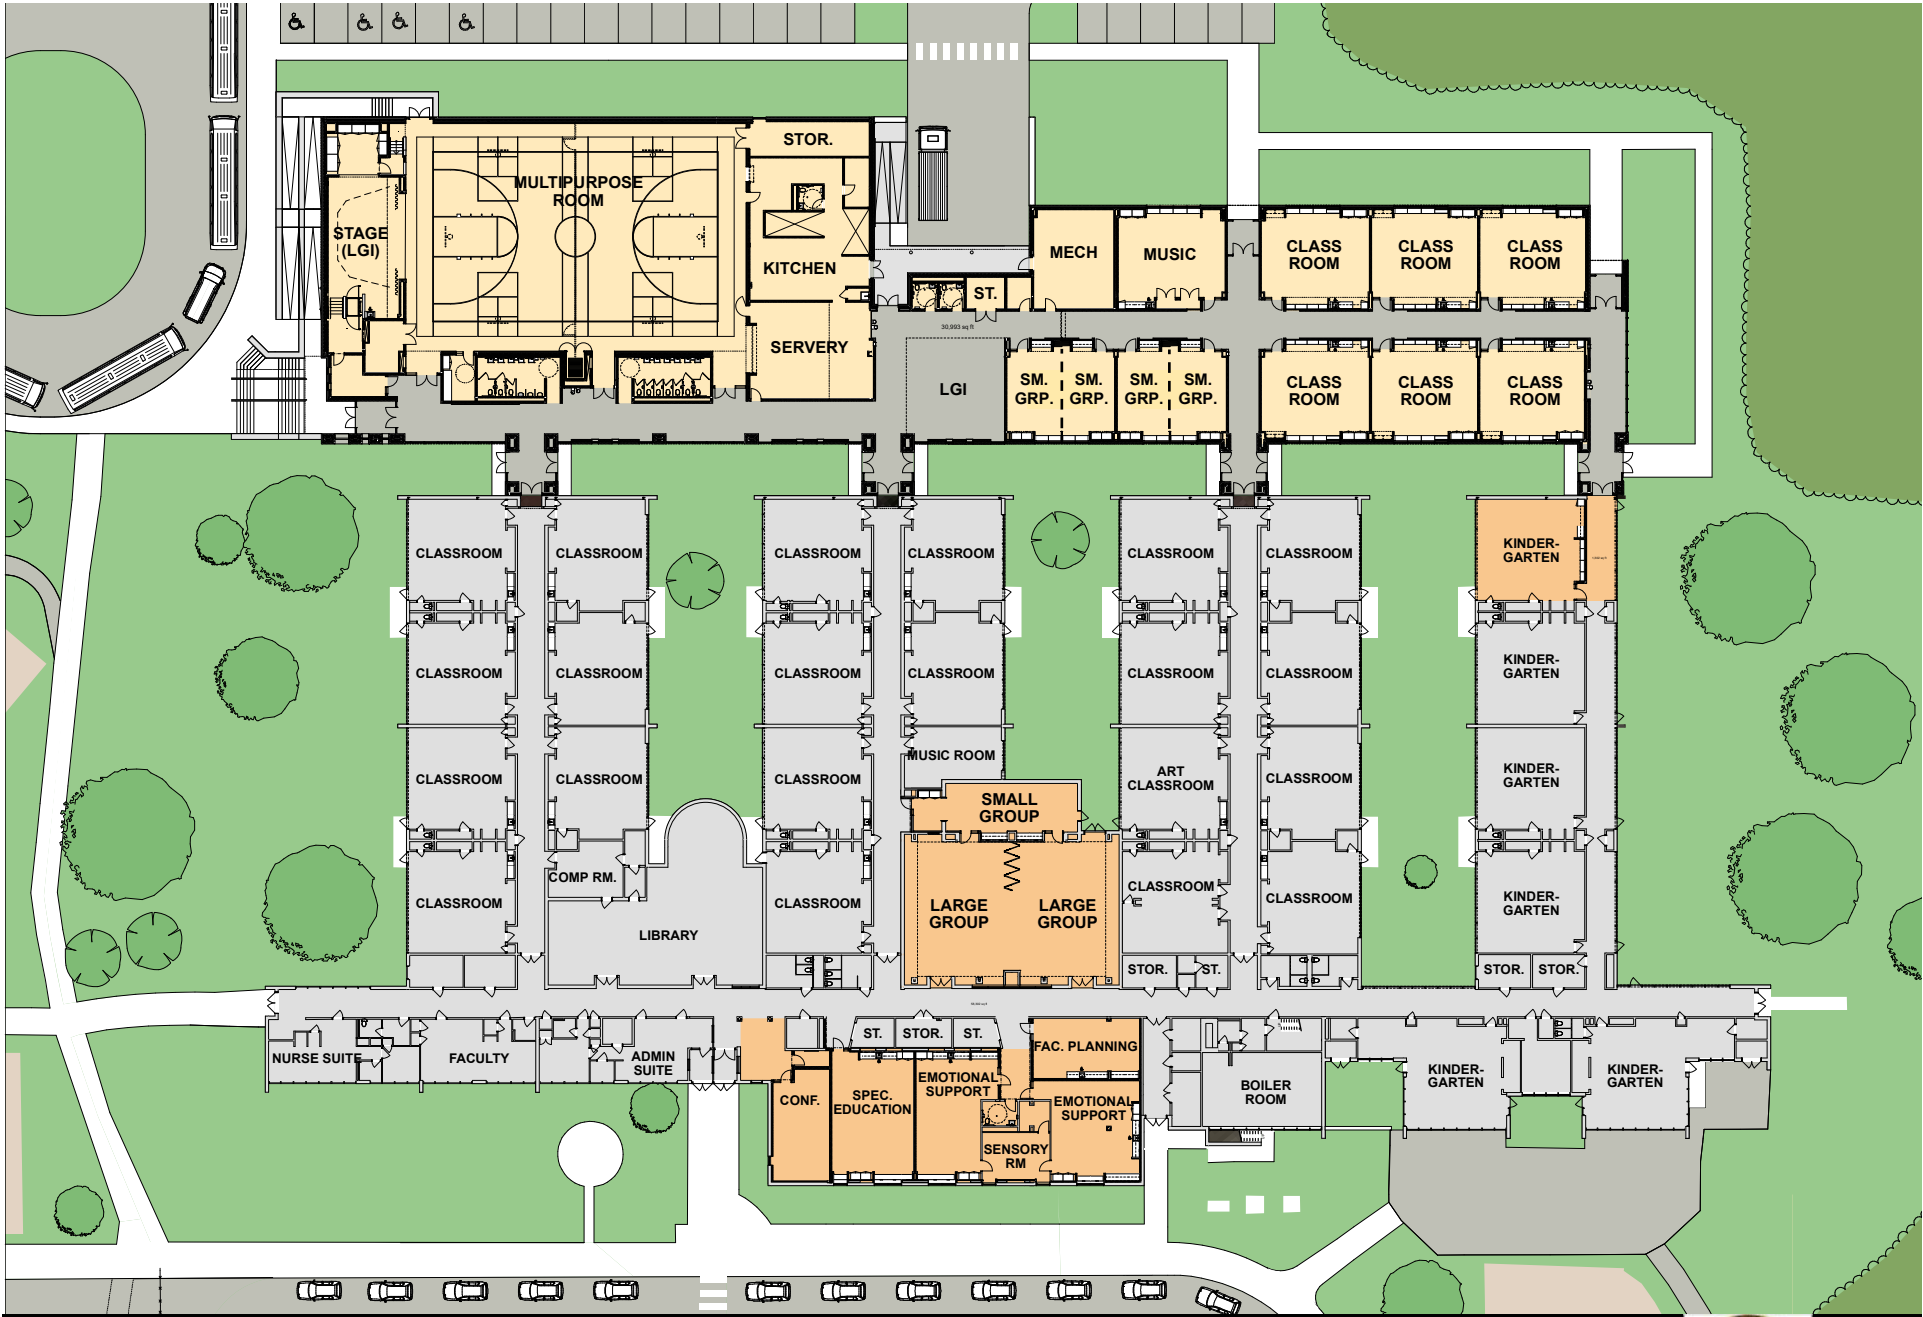 STOR.
MULTIPURPOSE
ROOM
STAGE
(LGI)
KITCHEN
SERVERY
MECH
MUSIC
CLASS
ROOM
CLASS
ROOM
CLASS
ROOM
ST.
30,993 sq ft
LGI
SM.
GRP.
SM.
GRP.
SM.
GRP.
SM.
GRP.
CLASS
ROOM
CLASS
ROOM
CLASS
ROOM
CLASSROOM
CLASSROOM
CLASSROOM
CLASSROOM
CLASSROOM
CLASSROOM
KINDER-
GARTEN
CLASSROOM
CLASSROOM
CLASSROOM
CLASSROOM
CLASSROOM
CLASSROOM
KINDER-
GARTEN
CLASSROOM
CLASSROOM
CLASSROOM
MUSIC ROOM
ART
CLASSROOM
CLASSROOM
KINDER-
GARTEN
SMALL
GROUP
CLASSROOM
COMP RM.
LIBRARY
CLASSROOM
LARGE
GROUP
LARGE
GROUP
CLASSROOM
CLASSROOM
KINDER-
GARTEN
STOR.
ST.
STOR.
STOR.
NURSE SUITE
FACULTY
ADMIN
SUITE
ST.
STOR.
ST.
FAC. PLANNING
CONF.
SPEC.
EDUCATION
EMOTIONAL
SUPPORT
EMOTIONAL
SUPPORT
SENSORY
RM
BOILER
ROOM
KINDER-
GARTEN
KINDER-
GARTEN